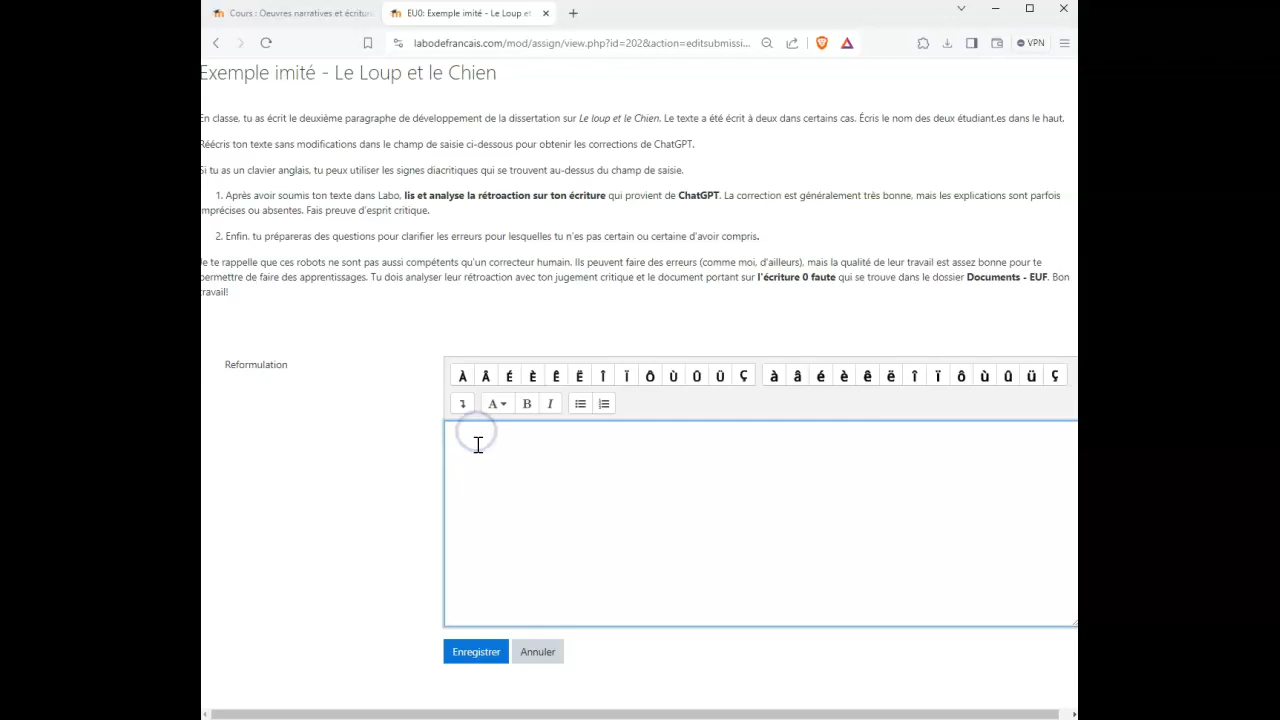 Cours : Oeuvres narratives et écriture
EU0: Exemple imité - Le Loup et
labodefrancais.com/mod/assign/view.php?id=202&action=editsubmissi...
VPN
Exemple imité - Le Loup et le Chien
En classe, tu as écrit le deuxième paragraphe de développement de la dissertation sur Le loup et le Chien. Le texte a été écrit à deux dans certains cas. Écris le nom des deux étudiant.es dans le haut.
Réécris ton texte sans modifications dans le champ de saisie ci-dessous pour obtenir les corrections de ChatGPT.
Si tu as un clavier anglais, tu peux utiliser les signes diacritiques qui se trouvent au-dessus du champ de saisie.
1. Après avoir soumis ton texte dans Labo, lis et analyse la rétroaction sur ton écriture qui provient de ChatGPT. La correction est généralement très bonne, mais les explications sont parfois
imprécises ou absentes. Fais preuve d'esprit critique.
2. Enfin. tu prépareras des questions pour clarifier les erreurs pour lesquelles tu n'es pas certain ou certaine d'avoir compris.
Je te rappelle que ces robots ne sont pas aussi compétents qu'un correcteur humain. Ils peuvent faire des erreurs (comme moi, d'ailleurs), mais la qualité de leur travail est assez bonne pour te
permettre de faire des apprentissages. Tu dois analyser leur rétroaction avec ton jugement critique et le document portant sur l'écriture 0 faute qui se trouve dans le dossier Documents - EUF. Bon
travail!
Reformulation
À Â É È Ê Ë Î Ï Ô Ù Û Ü Ç à â é è ê ë î ï ô ù û ü ç
A B I
Enregistrer Annuler